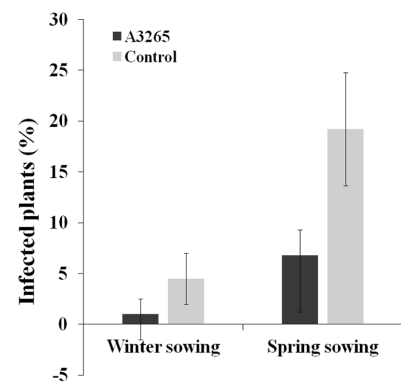 30
25
20
15
10
5
0
-5
Infected plants (%)
A3265
Control
Winter sowing
Spring sowing